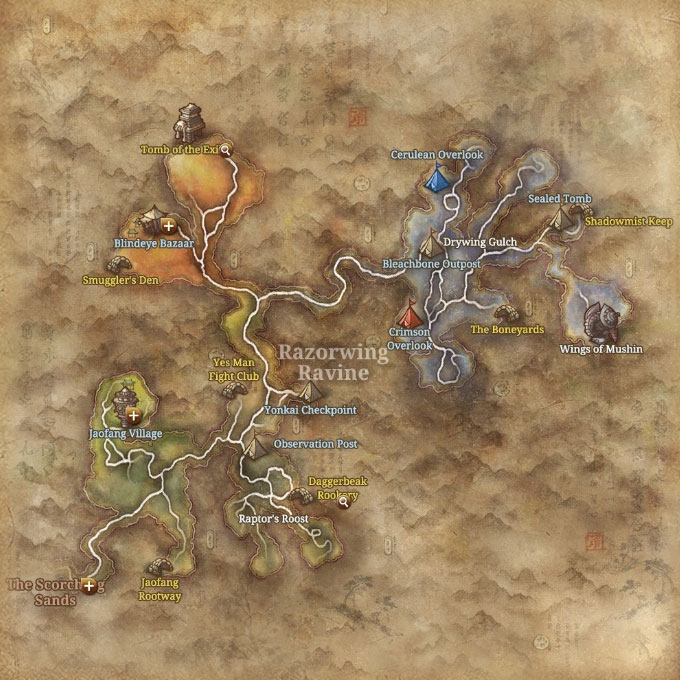 Tomb of the Exi
Cerulean Overlook
Sealed Tomb
Shadowmist Keep
Blindeye Bazaar
Drywing Gulch
Bleachbone Outpost
Smuggler's Den
Crimson
Overlook
The Boneyards
Wings of Mushin
Razorwing
Ravine
Yes Man
Fight Club
Yonkai Checkpoint
Jaofang Village
Observation Post
Daggerbeak
Rookery
Raptor's Roost
Jaofang
Rootway
The Scorching
Sands